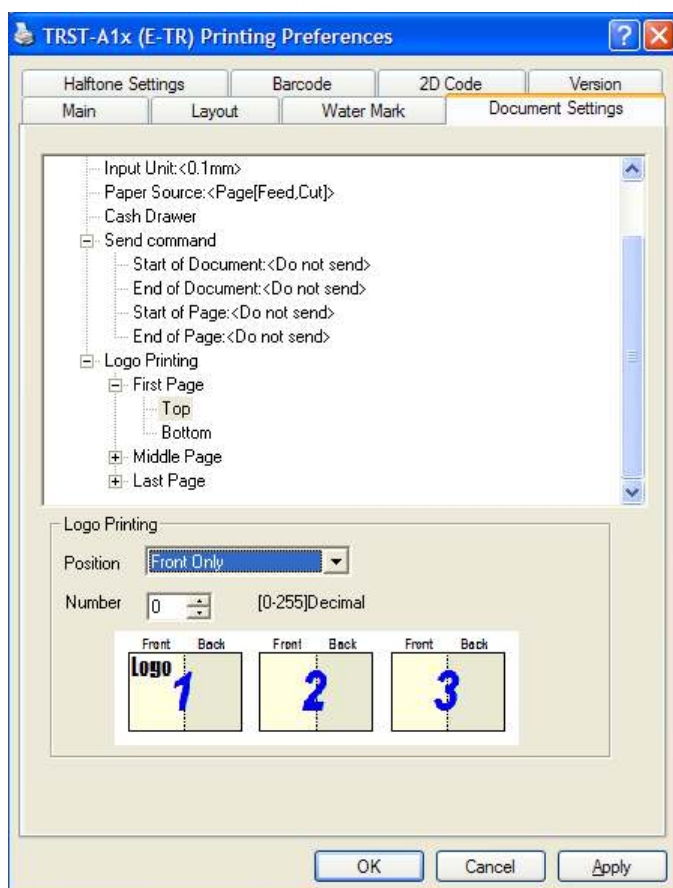 TRST-A1x (E-TR) Printing Preferences
Halftone Settings Barcode 2D Code Version
Main Layout Water Mark Document Settings
Input Unit:<0.1mm>
Paper Source:<Page[Feed,Cut]>
Cash Drawer
Send command
Start of Document:<Do not send>
End of Document:<Do not send>
Start of Page:<Do not send>
End of Page:<Do not send>
Logo Printing
First Page
Top
Bottom
Middle Page
Last Page
Logo Printing
Position Front Only
Number 0 [0-255]Decimal
Front Back Front Back Front Back
Logo 1 2 3
OK Cancel Apply